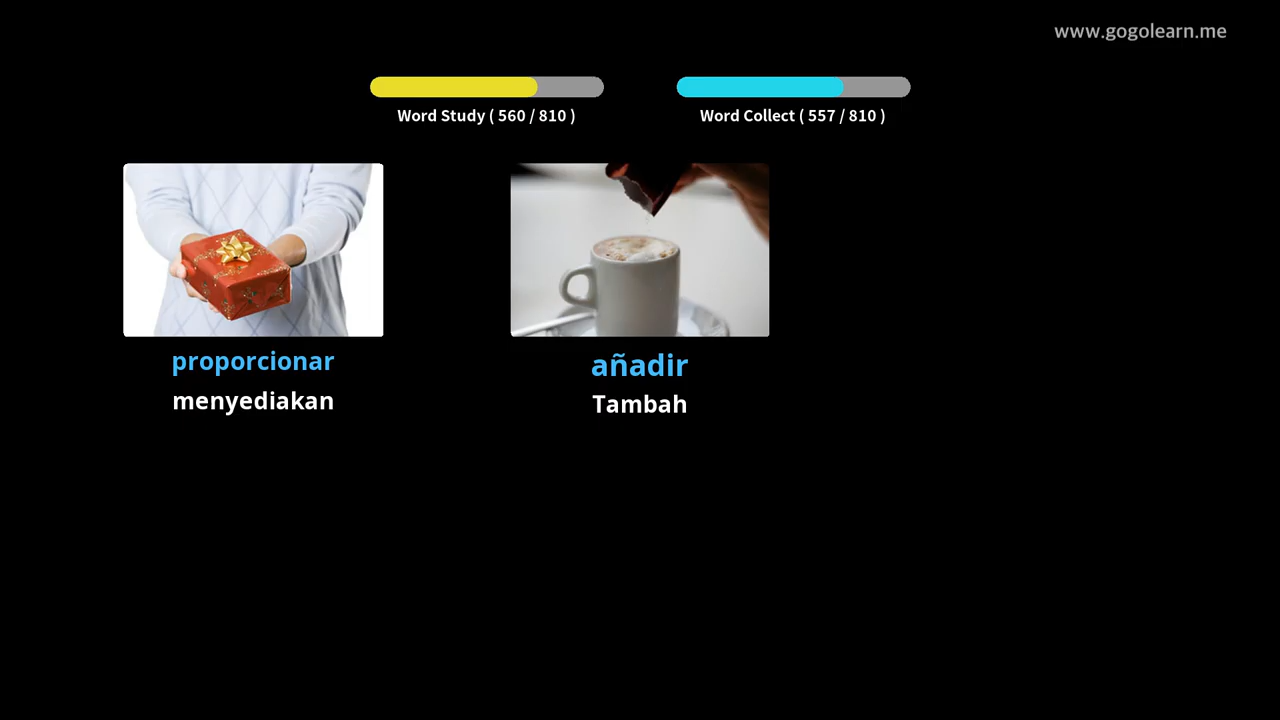 www.gogolearn.me
Word Study ( 560 / 810 )
Word Collect ( 557 / 810 )
proporcionar
menyediakan
añadir
Tambah